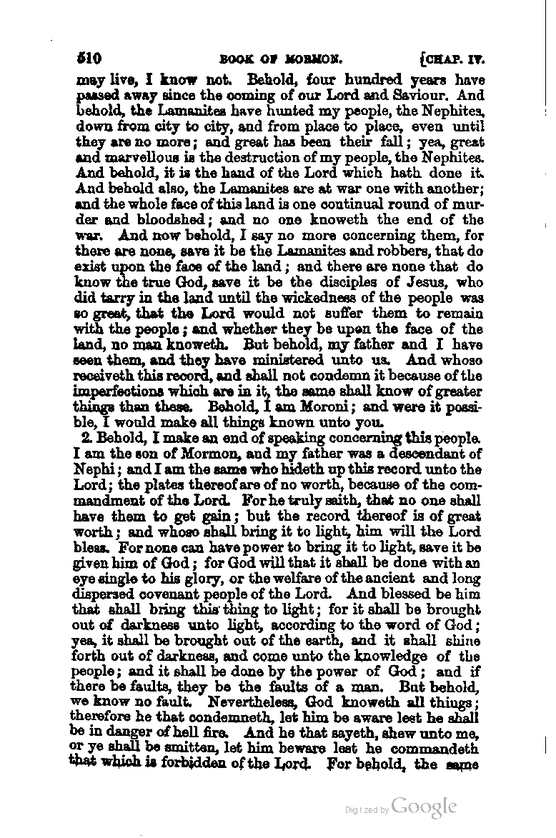 510 BOOK OF MORMON. [CHAP. IV.
may live, I know not. Behold, four hundred years have
passed away since the coming of our Lord and Saviour. And
behold, the Lamanites have hunted my people, the Nephites,
down from city to city, and from place to place, even until
they are no more; and great has been their fall; yea, great
and marvellous is the destruction of my people, the Nephites.
And behold, it is the hand of the Lord which hath done it.
And behold also, the Lamanites are at war one with another;
and the whole face of this land is one continual round of mur-
der and bloodshed; and no one knoweth the end of the
war. And now behold, I say no more concerning them, for
there are none, save it be the Lamanites and robbers, that do
exist upon the face of the land; and there are none that do
know the true God, save it be the disciples of Jesus, who
did tarry in the land until the wickedness of the people was
so great, that the Lord would not suffer them to remain
with the people; and whether they be upon the face of the
land, no man knoweth. But behold, my father and I have
seen them, and they have ministered unto us. And whoso
receiveth this record, and shall not condemn it because of the
imperfections which are in it, the same shall know of greater
things than these. Behold, I am Moroni; and were it possi-
ble, I would make all things known unto you.
2. Behold, I make an end of speaking concerning this people.
I am the son of Mormon, and my father was a descendant of
Nephi; and I am the same who hideth up this record unto the
Lord; the plates thereof are of no worth, because of the com-
mandment of the Lord. For he truly saith, that no one shall
have them to get gain; but the record thereof is of great
worth; and whoso shall bring it to light, him will the Lord
bless. For none can have power to bring it to light, save it be
given him of God; for God will that it shall be done with an
eye single to his glory, or the welfare of the ancient and long
dispersed covenant people of the Lord. And blessed be him
that shall bring this thing to light; for it shall be brought
out of darkness unto light, according to the word of God;
yea, it shall be brought out of the earth, and it shall shine
forth out of darkness, and come unto the knowledge of the
people; and it shall be done by the power of God; and if
there be faults, they be the faults of a man. But behold,
we know no fault. Nevertheless, God knoweth all things;
therefore he that condemneth, let him be aware lest he shall
be in danger of hell fire. And he that sayeth, shew unto me,
or ye shall be smitten, let him beware lest he commandeth
that which is forbidden of the Lord. For behold, the same
Digitized by Google